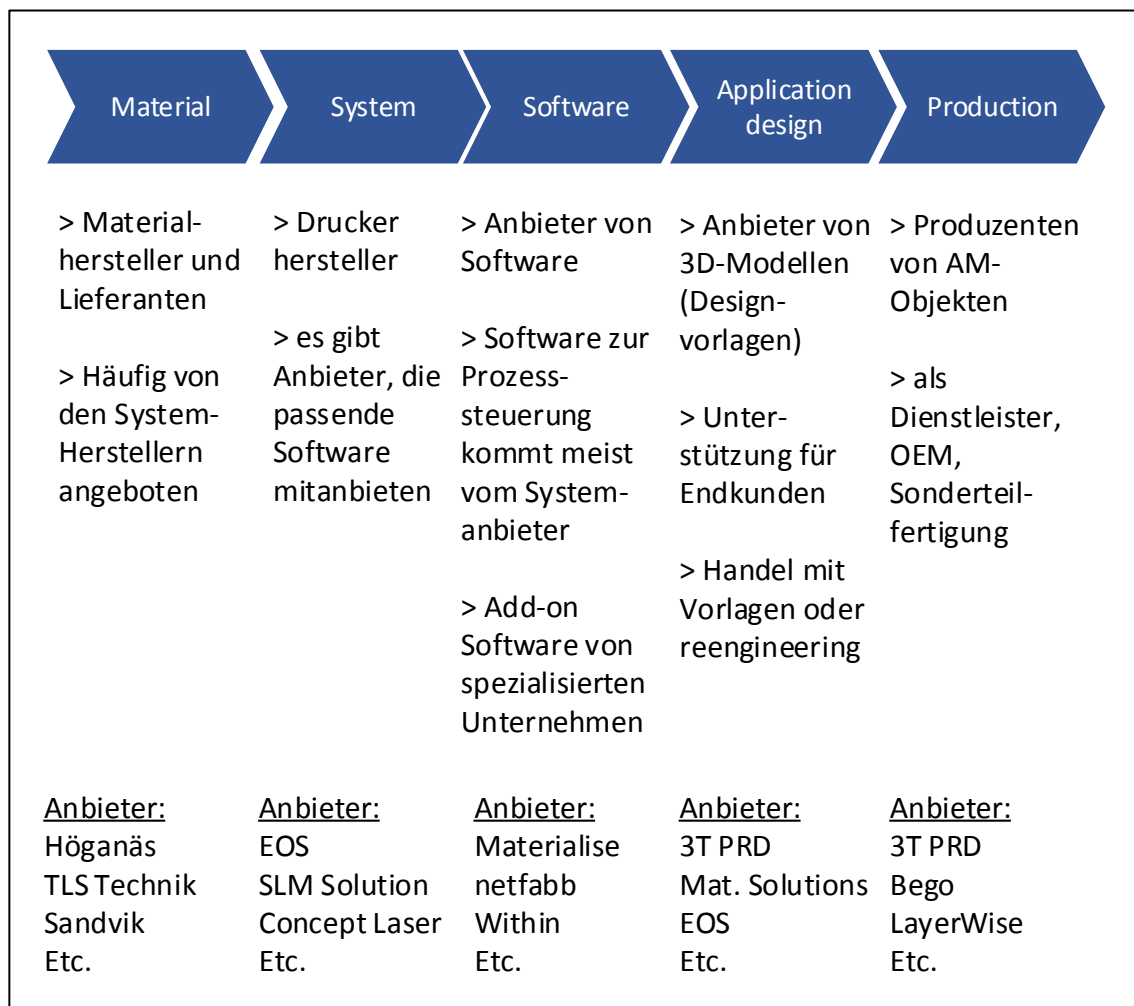 Material
System
Software
Application
design
Production
> Material-
hersteller und
Lieferanten
> Häufig von
den System-
Herstellern
angeboten
> Drucker
hersteller
> es gibt
Anbieter, die
passende
Software
mitanbieten
> Anbieter von
Software
> Software zur
Prozess-
steuerung
kommt meist
vom System-
anbieter
> Add-on
Software von
spezialisierten
Unternehmen
> Anbieter von
3D-Modellen
(Design-
vorlagen)
> Unter-
stützung für
Endkunden
> Handel mit
Vorlagen oder
reengineering
> Produzenten
von AM-
Objekten
> als
Dienstleister,
OEM,
Sonderteil-
fertigung
Anbieter:
Höganäs
TLS Technik
Sandvik
Etc.
Anbieter:
EOS
SLM Solution
Concept Laser
Etc.
Anbieter:
Materialise
netfabb
Within
Etc.
Anbieter:
3T PRD
Mat. Solutions
EOS
Etc.
Anbieter:
3T PRD
Bego
LayerWise
Etc.